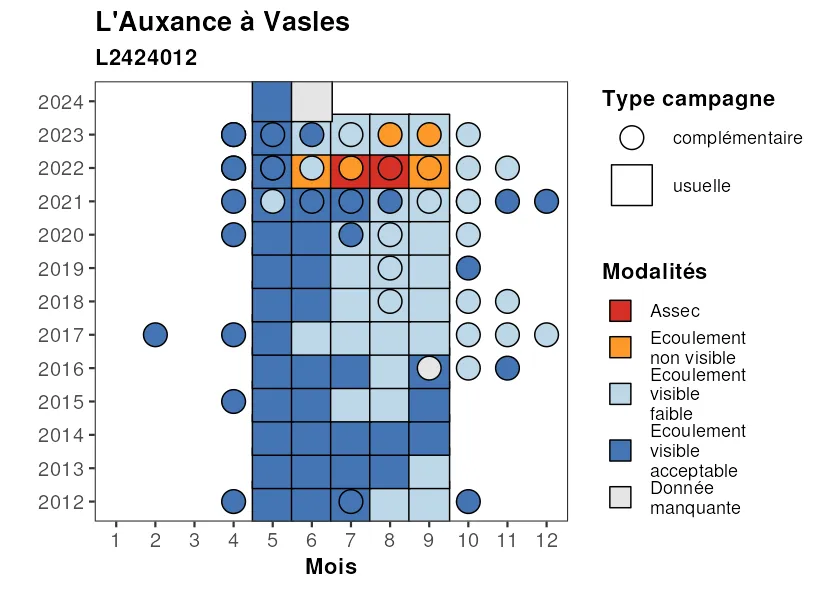 L'Auxance à Vasles
L2424012
2024
2023
2022
2021
2020
2019
2018
2017
2016
2015
2014
2013
2012
1 2 3 4 5 6 7 8 9 10 11 12
Mois
Type campagne
complémentaire
usuelle
Modalités
Assec
Ecoulement
non visible
Ecoulement
visible
faible
Ecoulement
visible
acceptable
Donnée
manquante